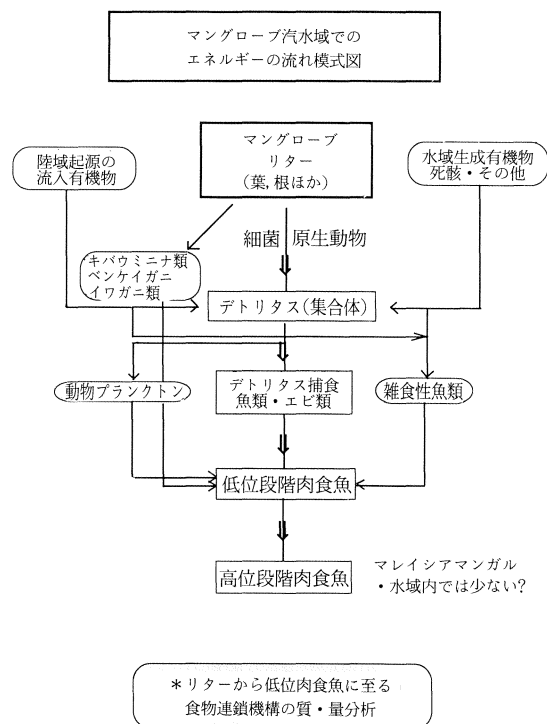 マングローブ汽水域での
エネルギーの流れ模式図
陸域起源の
流入有機物
マングローブ
リター
(葉,根ほか)
水域生成有機物
死骸・その他
細菌 原生動物
キバウミニナ類
ベンケイガニ
イワガニ類
デトリタス(集合体)
動物プランクトン
デトリタス捕食
魚類・エビ類
雑食性魚類
低位段階肉食魚
高位段階肉食魚
マレイシアマンガル
・水域内では少ない?
*リターから低位肉食魚に至る
食物連鎖機構の質・量分析